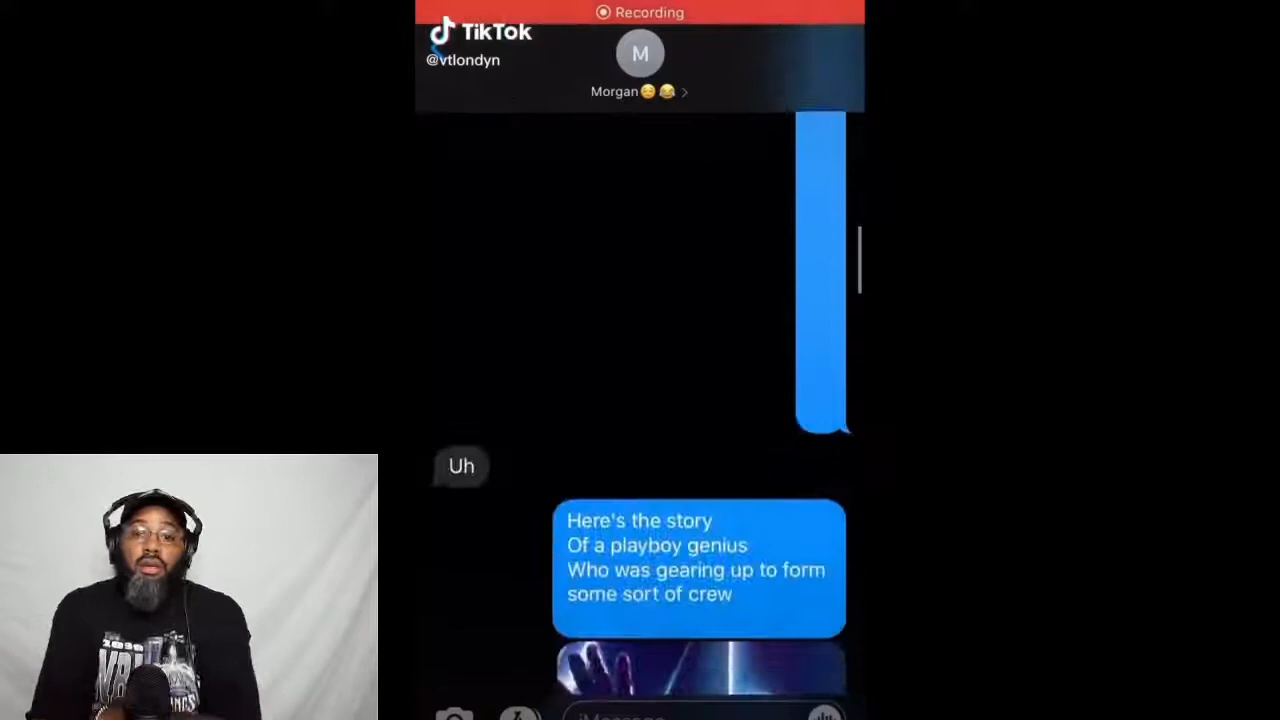 Recording
TikTok
@vtlondyn
M
Morgan😏😂
Uh
Here's the story
Of a playboy genius
Who was gearing up to form
some sort of crew
iMessage